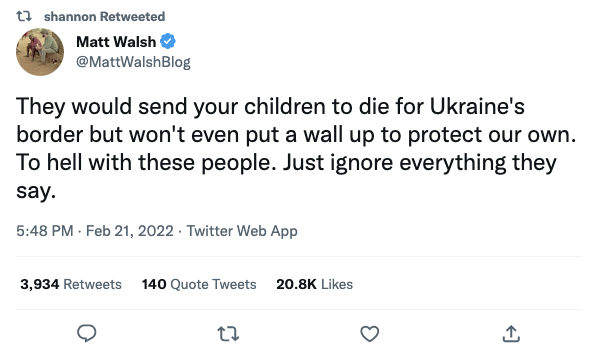 shannon Retweeted
Matt Walsh
@MattWalshBlog
They would send your children to die for Ukraine's
border but won't even put a wall up to protect our own.
To hell with these people. Just ignore everything they
say.
5:48 PM · Feb 21, 2022 · Twitter Web App
3,934 Retweets 140 Quote Tweets 20.8K Likes